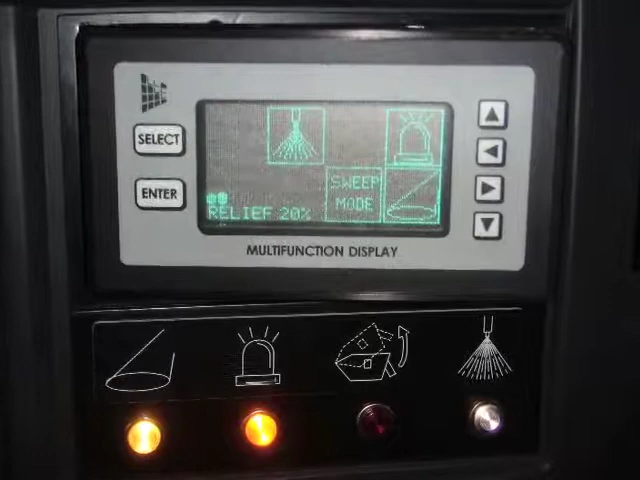 SELECT
ENTER
SWEEP
MODE
RELIEF 20%
MULTIFUNCTION DISPLAY